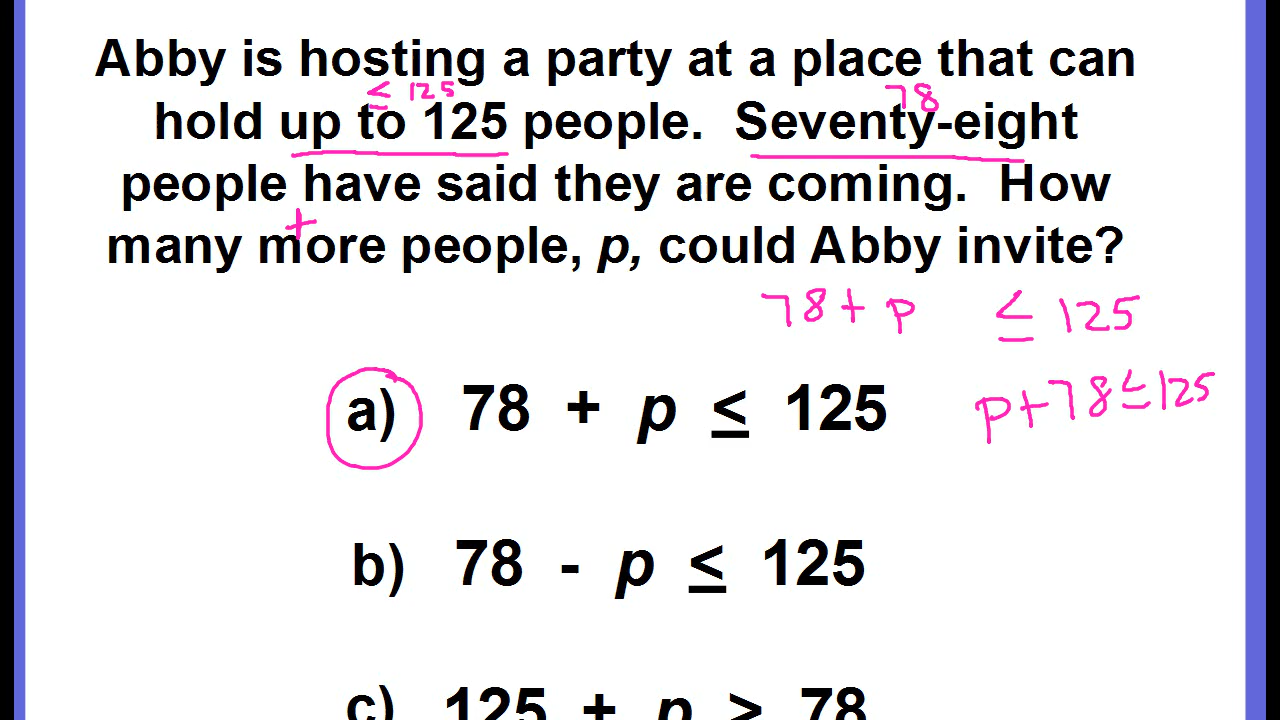 Abby is hosting a party at a place that can
≤ 125 78
hold up to 125 people. Seventy-eight
people have said they are coming. How
+
many more people, p, could Abby invite?
78 + p ≤ 125
a) 78 + p ≤ 125
p + 78 ≤ 125
b) 78 - p ≤ 125
c) 125 + p > 78